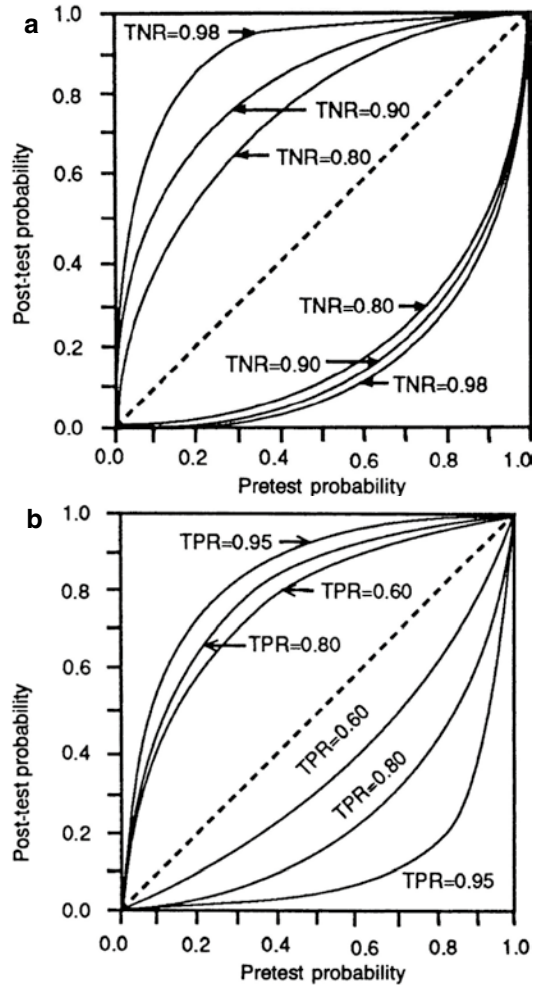 a
TNR=0.98
TNR=0.90
TNR=0.80
TNR=0.80
TNR=0.90
TNR=0.98
Post-test probability
1.0
0.8
0.6
0.4
0.2
0.0
0.0 0.2 0.4 0.6 0.8 1.0
Pretest probability
b
TPR=0.95
TPR=0.60
TPR=0.80
TPR=0.60
TPR=0.80
TPR=0.95
Post-test probability
1.0
0.8
0.6
0.4
0.2
0.0
0.0 0.2 0.4 0.6 0.8 1.0
Pretest probability